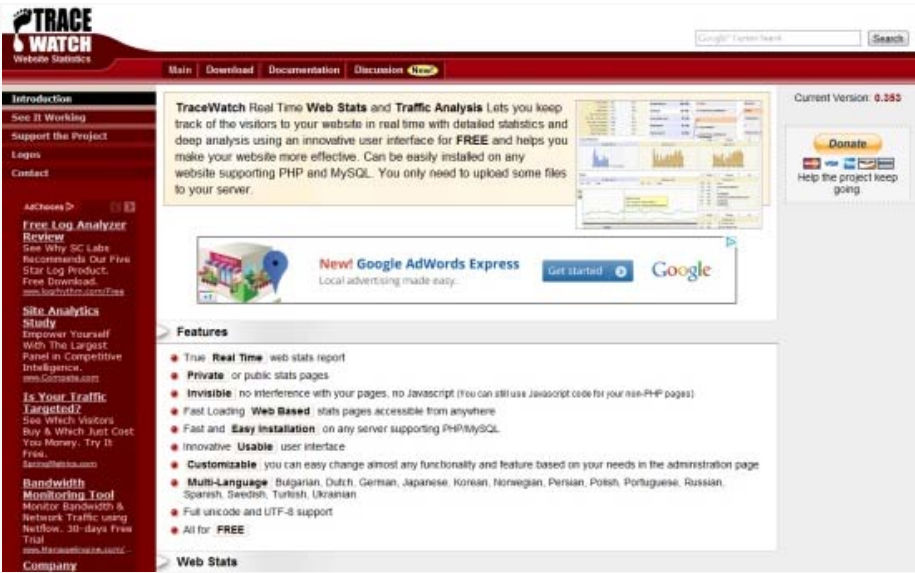 TRACE
WATCH
Website Statistics
Search
Main Download Documentation Discussion New!
Introduction
See It Working
Support the Project
Logos
Contact
TraceWatch Real Time Web Stats and Traffic Analysis Lets you keep
track of the visitors to your website in real time with detailed statistics and
deep analysis using an innovative user interface for FREE and helps you
make your website more effective. Can be easily installed on any
website supporting PHP and MySQL. You only need to upload some files
to your server.
Current Version: 0.353
Donate
VISA
Help the project keep
going.
AdChoices
Free Log Analyzer
Review
See Why SC Labs
Recommends Our Five
Star Log Product.
Free Download.
www.logrhythm.com/Free
Site Analytics
Study
Empower Yourself
With The Largest
Panel in Competitive
Intelligence.
www.Compete.com
Is Your Traffic
Targeted?
See Which Visitors
Buy & Which Just Cost
You Money. Try It
Free.
SpringMetrics.com
Bandwidth
Monitoring Tool
Monitor Bandwidth &
Network Traffic using
Netflow. 30-days Free
Trial
Company
New! Google AdWords Express
Local advertising made easy.
Get started
Google
+1
Features
True Real Time web stats report
Private or public stats pages
Invisible no interference with your pages, no Javascript (You can still use Javascript code for your non-PHP pages)
Fast Loading Web Based stats pages accessible from anywhere
Fast and Easy Installation on any server supporting PHP/MySQL
Innovative Usable user interface
Customizable you can easy change almost any functionality and feature based on your needs in the administration page
Multi-Language Bulgarian, Dutch, German, Japanese, Korean, Norwegian, Persian, Polish, Portuguese, Russian,
Spanish, Swedish, Turkish, Ukrainian
Full unicode and UTF-8 support
All for FREE
Web Stats